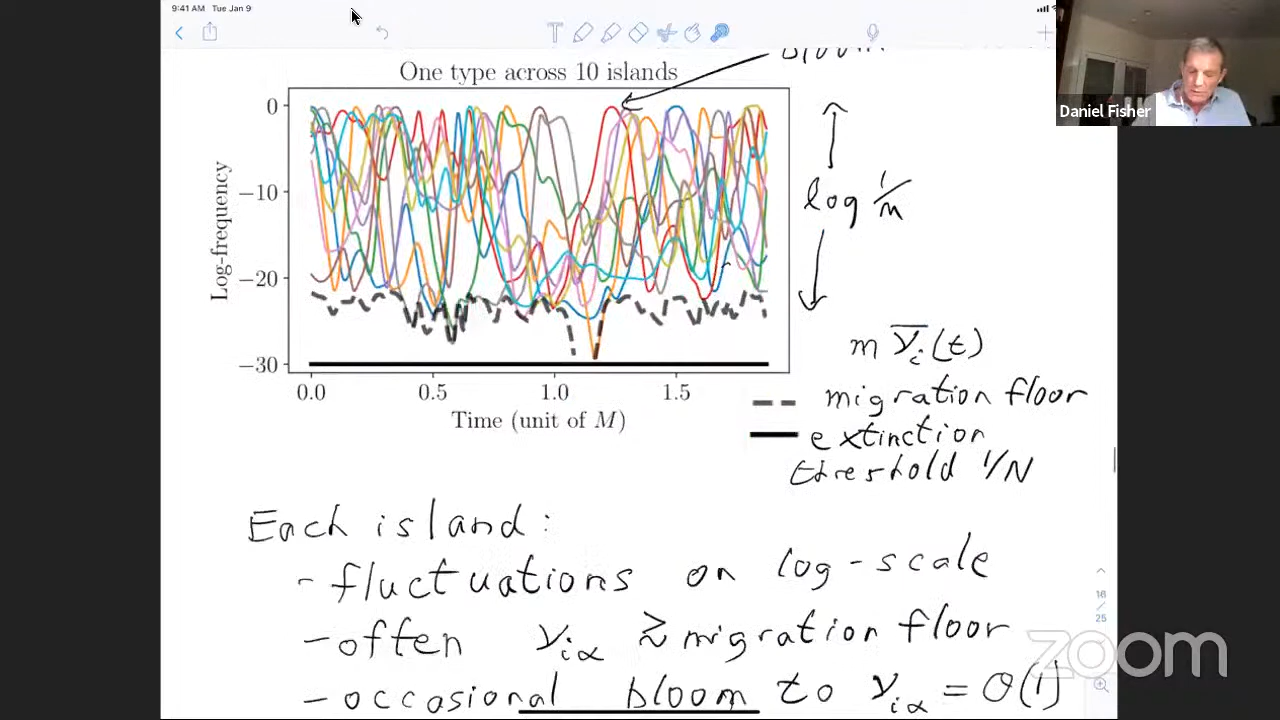 9:41 AM Tue Jan 9
bloom
One type across 10 islands
Daniel Fisher
0
−10
−20
−30
Log-frequency
0.0 0.5 1.0 1.5
Time (unit of M)
log 1/m
m ν̅ᵢ(t)
migration floor
extinction
threshold 1/N
Each island:
- fluctuations on log-scale
- often νiα ≳ migration floor
- occasional bloom to νiα = O(1)
16
/
25
zoom